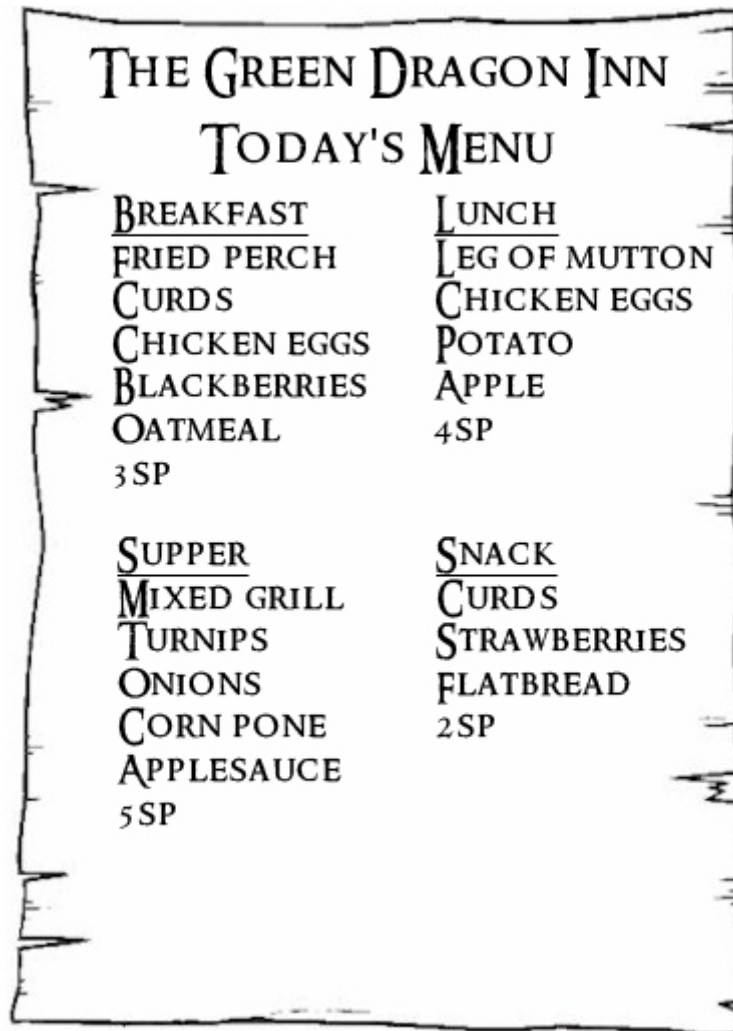 The Green Dragon Inn
Today's Menu
Breakfast
Fried perch
Curds
Chicken eggs
Blackberries
Oatmeal
3sp
Lunch
Leg of mutton
Chicken eggs
Potato
Apple
4sp
Supper
Mixed grill
Turnips
Onions
Corn pone
Applesauce
5sp
Snack
Curds
Strawberries
Flatbread
2sp